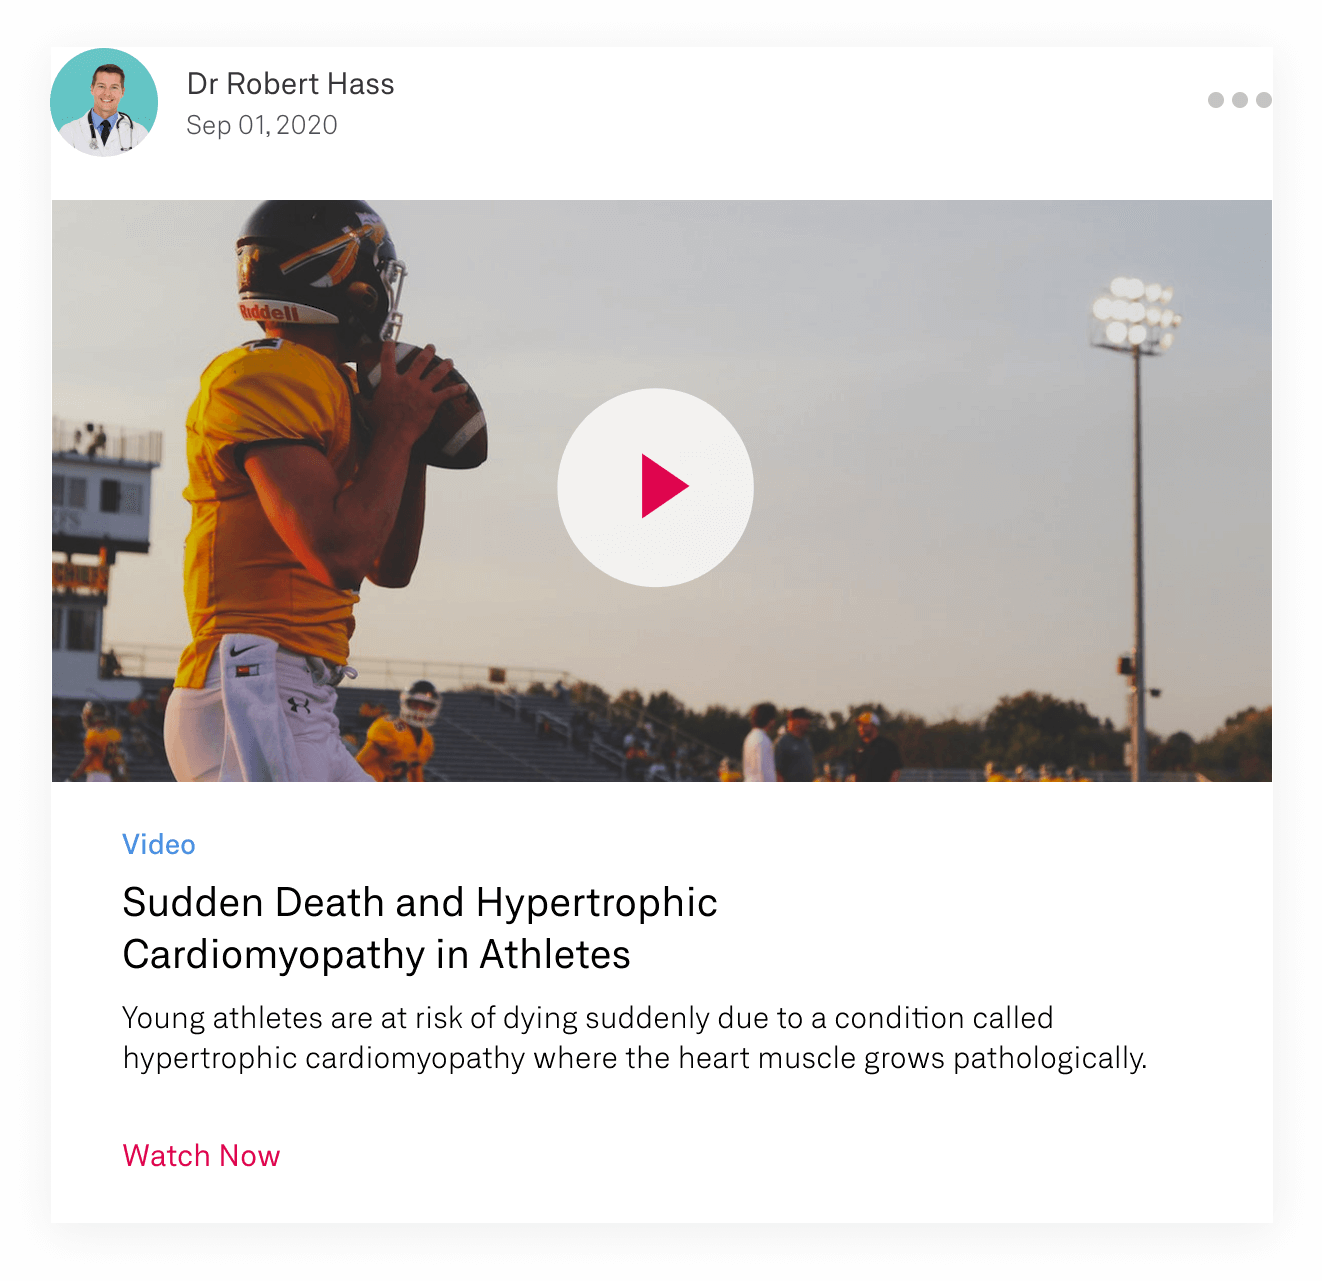 Dr Robert Hass
Sep 01, 2020
Riddell
CHIEFS
Video
Sudden Death and Hypertrophic
Cardiomyopathy in Athletes
Young athletes are at risk of dying suddenly due to a condition called
hypertrophic cardiomyopathy where the heart muscle grows pathologically.
Watch Now